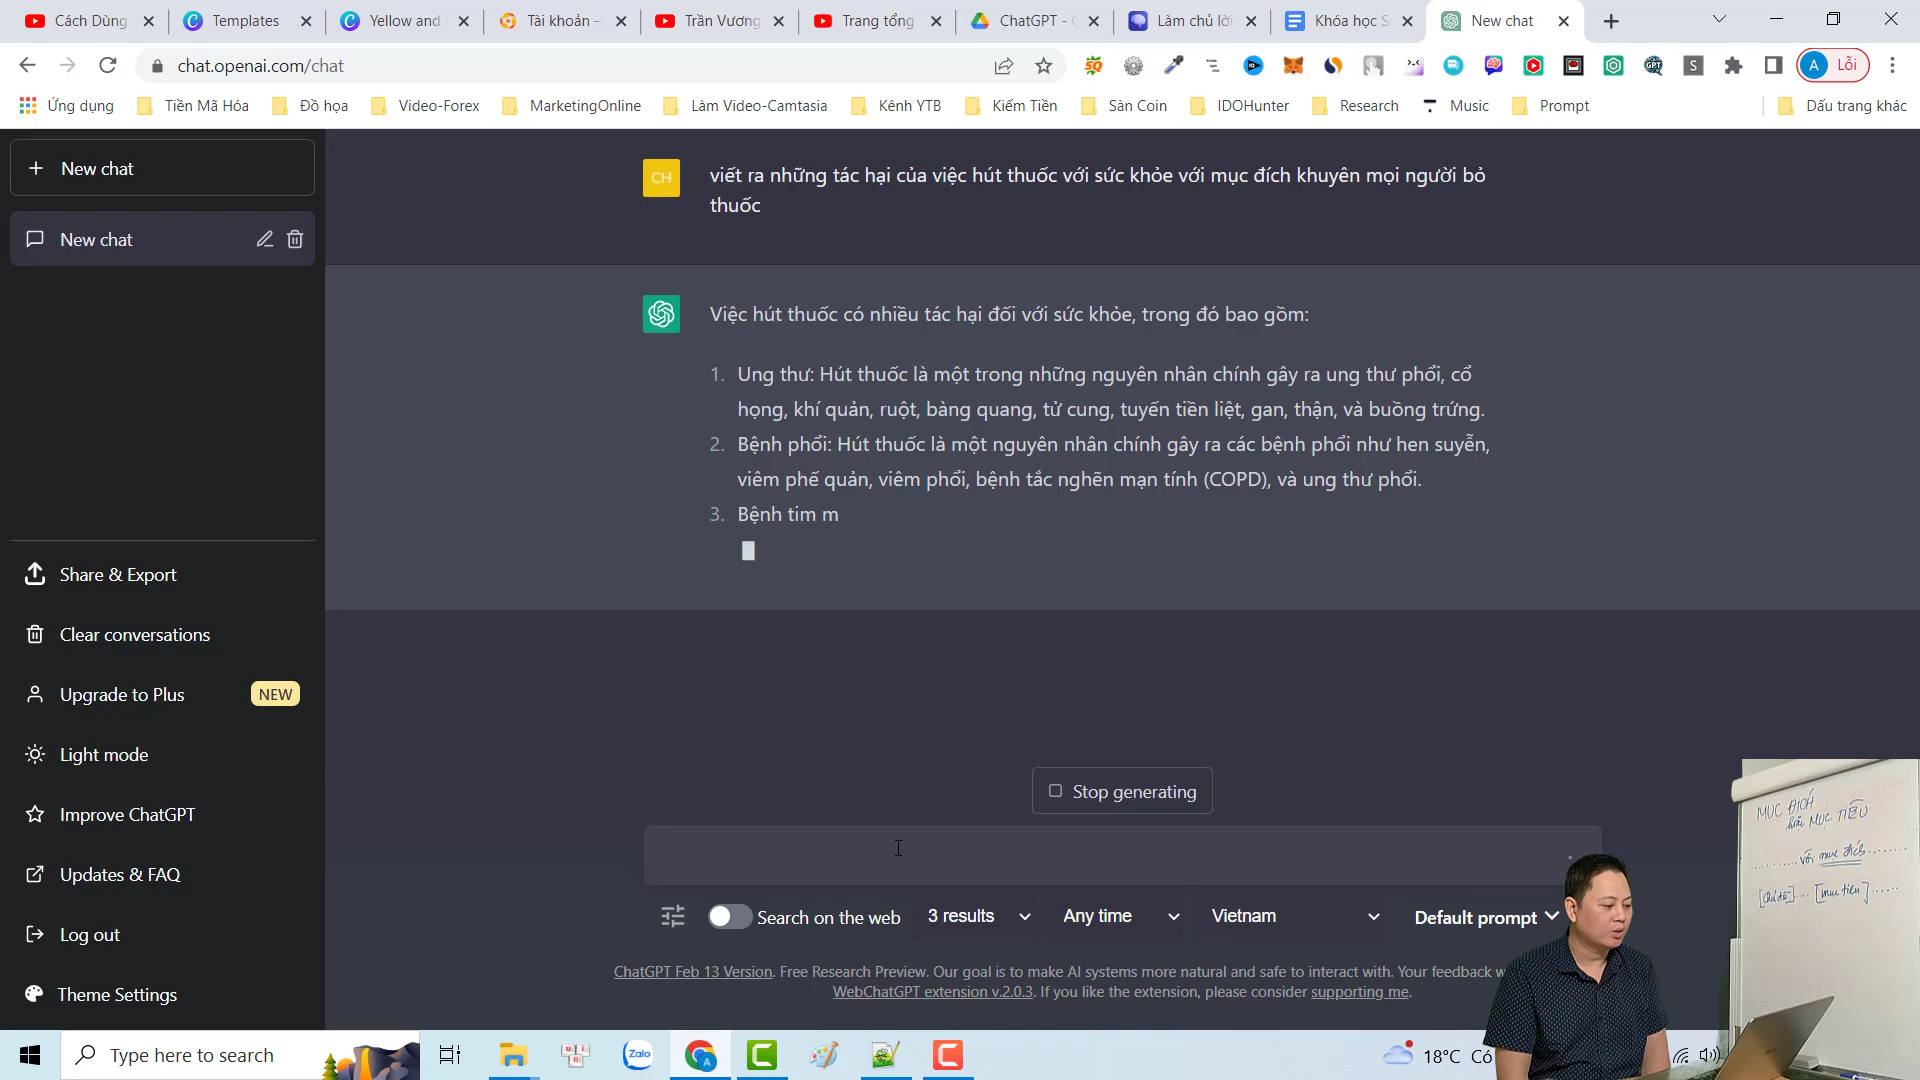 Cách Dùng
Templates
Yellow and
Tài khoản –
Trần Vương
Trang tổng
ChatGPT - C
Làm chủ lời
Khóa học S
New chat
chat.openai.com/chat
A Lỗi
Ứng dụng
Tiền Mã Hóa
Đồ họa
Video-Forex
MarketingOnline
Làm Video-Camtasia
Kênh YTB
Kiếm Tiền
Sàn Coin
IDOHunter
Research
Music
Prompt
Dấu trang khác
New chat
New chat
Share & Export
Clear conversations
Upgrade to Plus NEW
Light mode
Improve ChatGPT
Updates & FAQ
Log out
Theme Settings
CH
viết ra những tác hại của việc hút thuốc với sức khỏe với mục đích khuyên mọi người bỏ
thuốc
Việc hút thuốc có nhiều tác hại đối với sức khỏe, trong đó bao gồm:
1. Ung thư: Hút thuốc là một trong những nguyên nhân chính gây ra ung thư phổi, cổ
họng, khí quản, ruột, bàng quang, tử cung, tuyến tiền liệt, gan, thận, và buồng trứng.
2. Bệnh phổi: Hút thuốc là một nguyên nhân chính gây ra các bệnh phổi như hen suyễn,
viêm phế quản, viêm phổi, bệnh tắc nghẽn mạn tính (COPD), và ung thư phổi.
3. Bệnh tim m
Stop generating
Search on the web
3 results
Any time
Vietnam
Default prompt
ChatGPT Feb 13 Version. Free Research Preview. Our goal is to make AI systems more natural and safe to interact with. Your feedback
WebChatGPT extension v.2.0.3. If you like the extension, please consider supporting me.
MỤC ĐÍCH
hoặc MỤC TIÊU
......... với mục đích ........
[Chủ đề] .... [mục tiêu] ......
Type here to search
Zalo
18°C Có